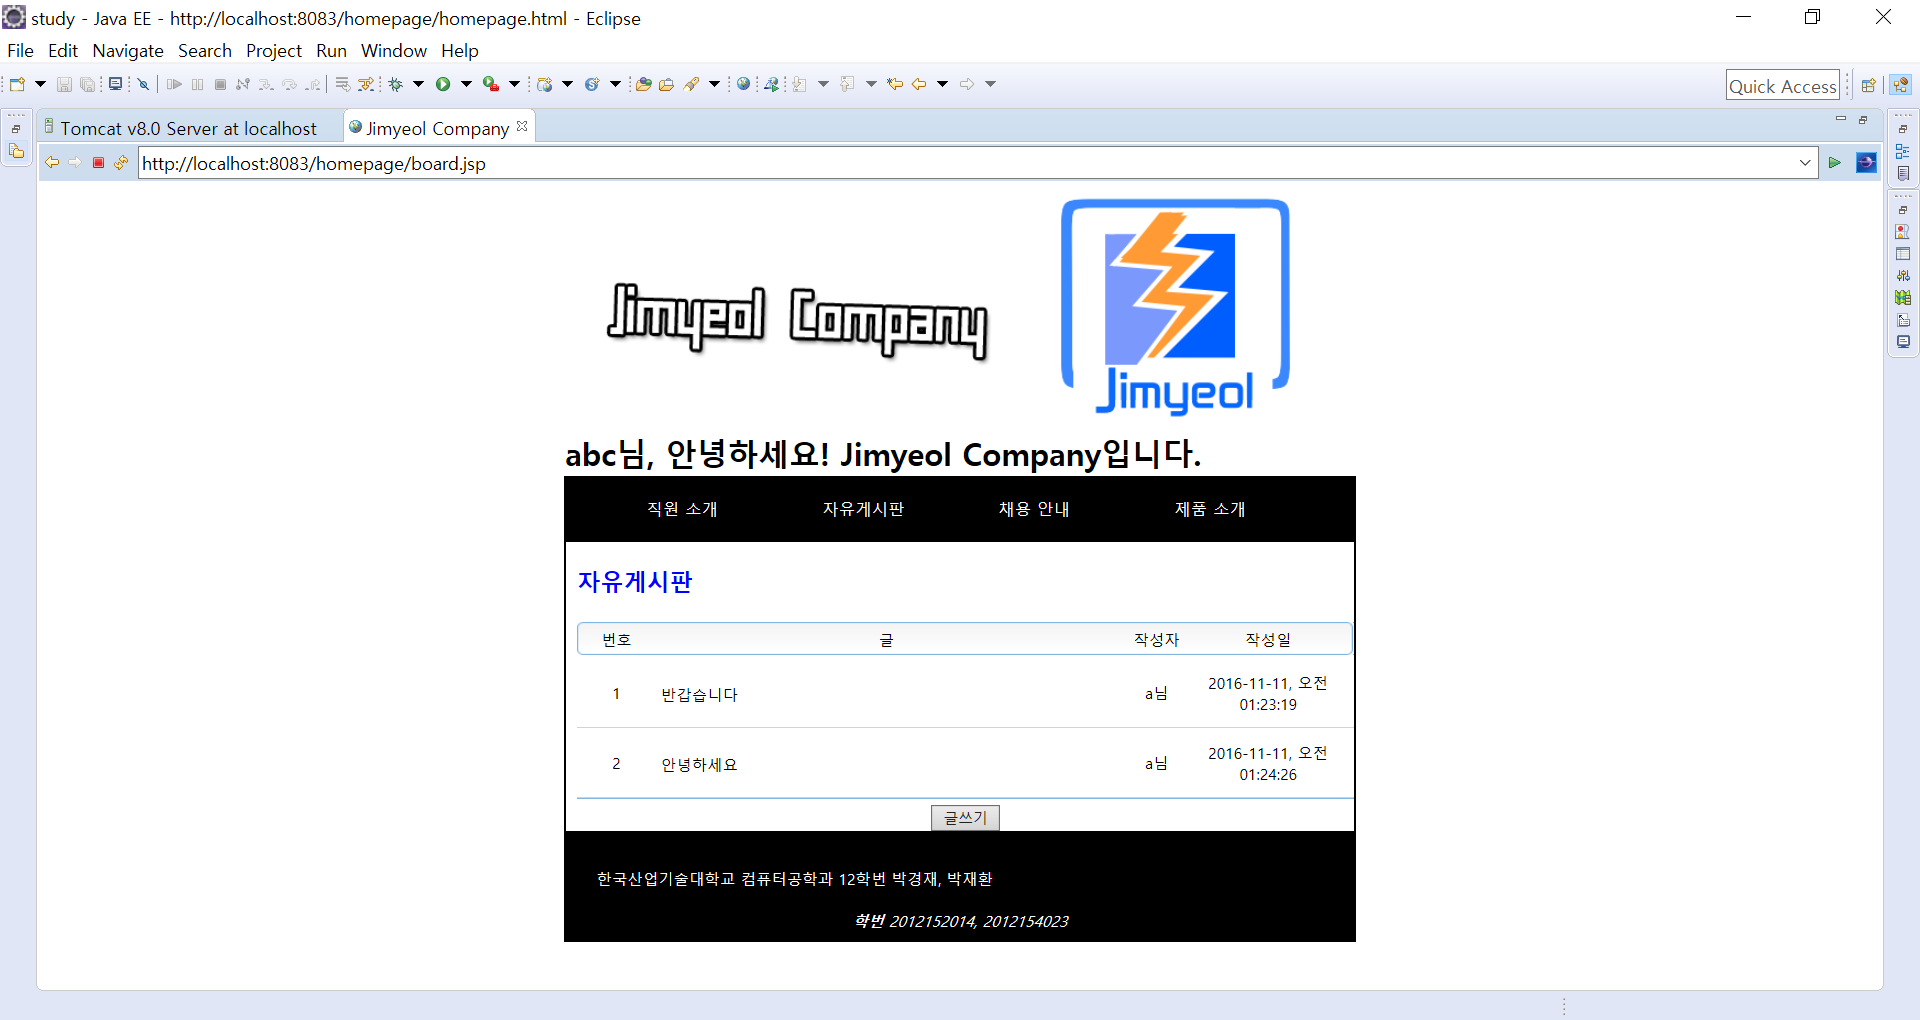 study - Java EE - http://localhost:8083/homepage/homepage.html - Eclipse
File Edit Navigate Search Project Run Window Help
Quick Access
Tomcat v8.0 Server at localhost
Jimyeol Company
http://localhost:8083/homepage/board.jsp
Jimyeol Company
Jimyeol
abc님, 안녕하세요! Jimyeol Company입니다.
직원 소개 자유게시판 채용 안내 제품 소개
자유게시판
번호 글 작성자 작성일
1 반갑습니다 a님 2016-11-11, 오전
01:23:19
2 안녕하세요 a님 2016-11-11, 오전
01:24:26
글쓰기
한국산업기술대학교 컴퓨터공학과 12학번 박경재, 박재환
학번 2012152014, 2012154023